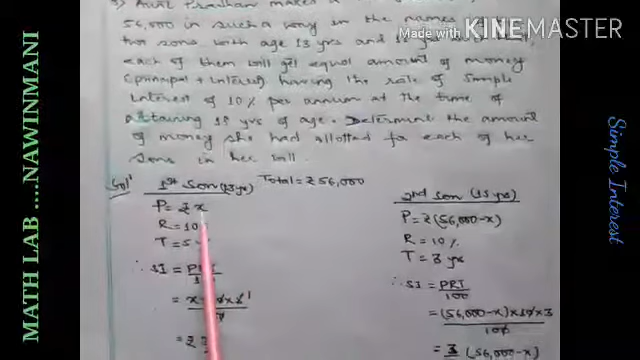 Made with KINEMASTER
56,000 in such a way in the names of
two sons with age 13 yrs and
each of them will get equal amount of money
(principal + interest) having the rate of simple
interest of 10% per annum at the time of
attaining 18 yrs of age. Determine the amount
of money she had allotted for each of her
sons in her will.
Solⁿ 1st Son (13 yrs) Total = ₹ 56,000
P = ₹ x
R = 10
T = 5
∴ SI = PRT
= x
= ₹
2nd Son (15 yrs)
P = ₹ (56,000 - x)
R = 10%
T = 3 yrs
∴ SI = PRT/100
= (56,000 - x) × 10 × 3/100
= 3 (56,000 - x)
MATH LAB ....NAWINMANI
Simple Interest